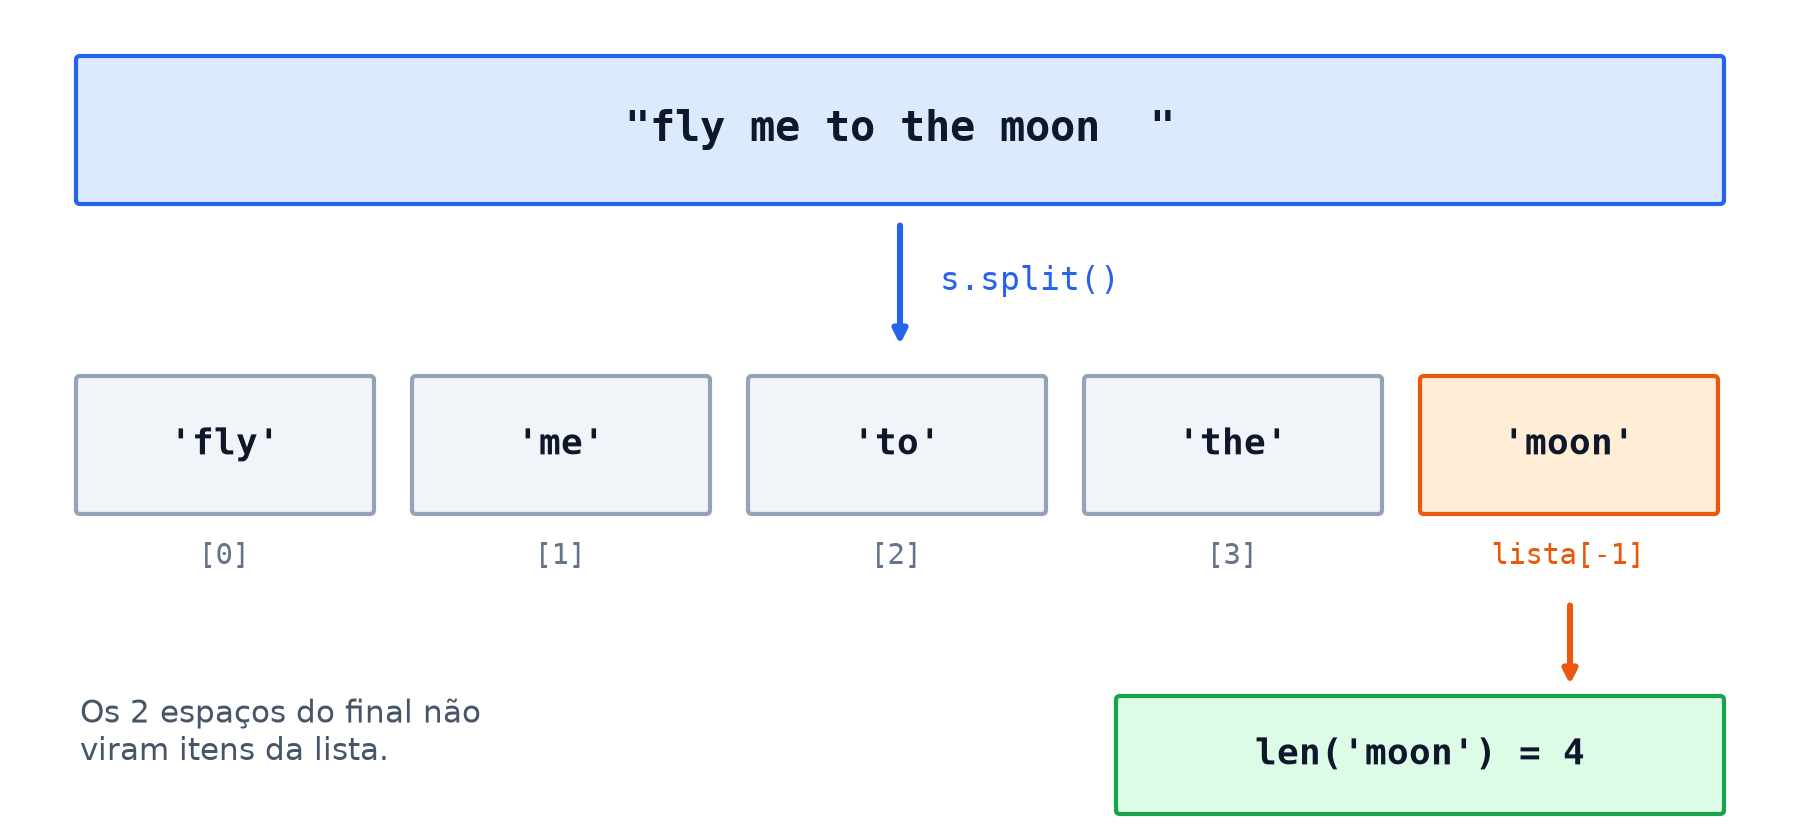 "fly me to the moon  "
s.split()
'fly' 'me' 'to' 'the' 'moon'
[0] [1] [2] [3] lista[-1]
Os 2 espaços do final não
viram itens da lista.
len('moon') = 4